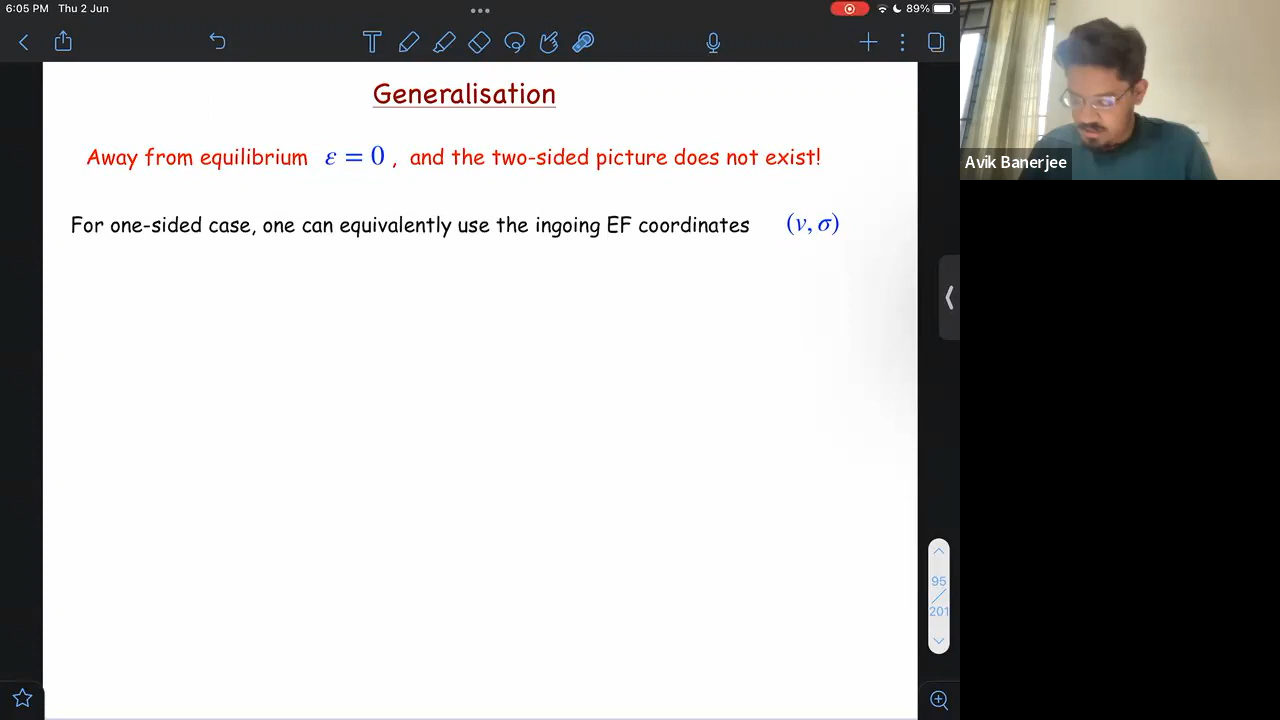 6:05 PM Thu 2 Jun
89%
Generalisation
Away from equilibrium ε = 0 , and the two-sided picture does not exist!
For one-sided case, one can equivalently use the ingoing EF coordinates (v, σ)
Avik Banerjee
95
201